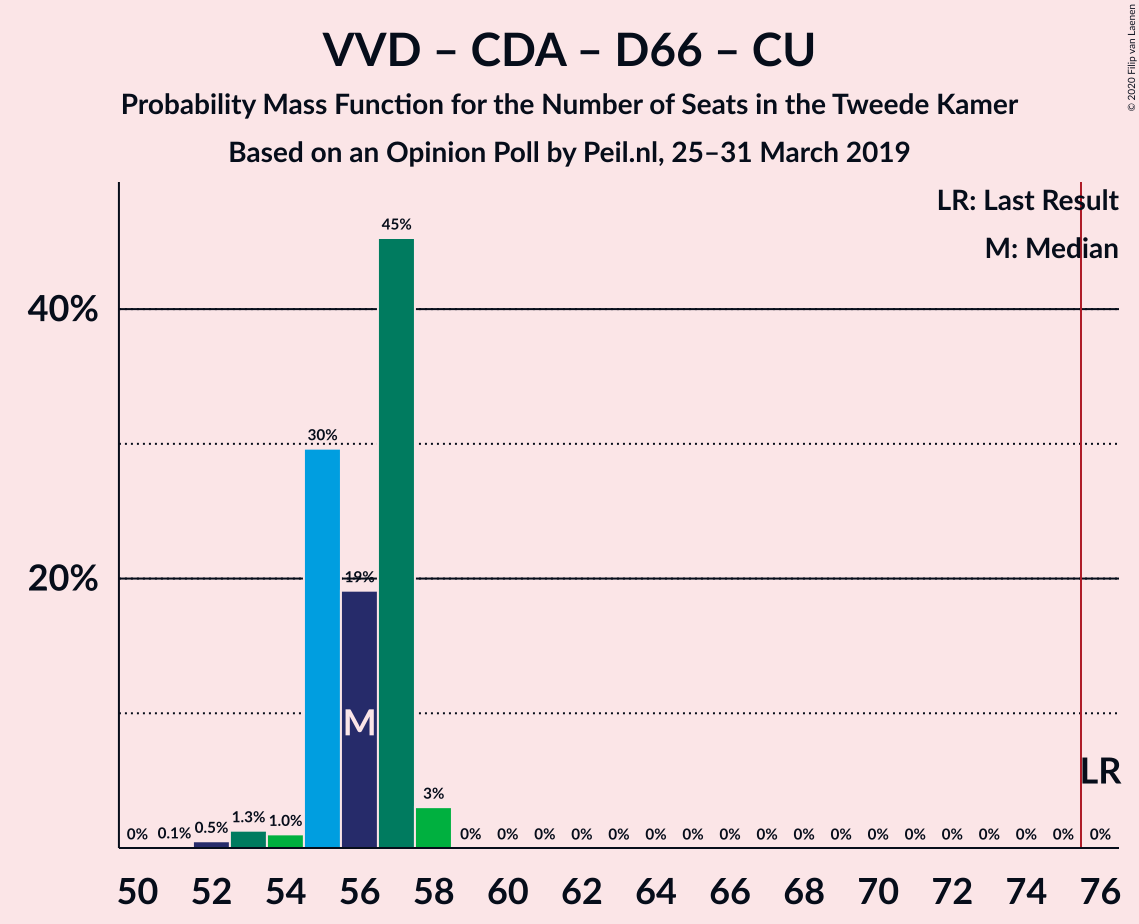 VVD – CDA – D66 – CU
Probability Mass Function for the Number of Seats in the Tweede Kamer
Based on an Opinion Poll by Peil.nl, 25–31 March 2019
© 2020 Filip van Laenen
LR: Last Result
M: Median
45%
40%
30%
20%
19%
M
LR
3%
0% 0.1% 0.5% 1.3% 1.0% 0% 0% 0% 0% 0% 0% 0% 0% 0% 0% 0% 0% 0% 0% 0% 0% 0% 0%
50 52 54 56 58 60 62 64 66 68 70 72 74 76